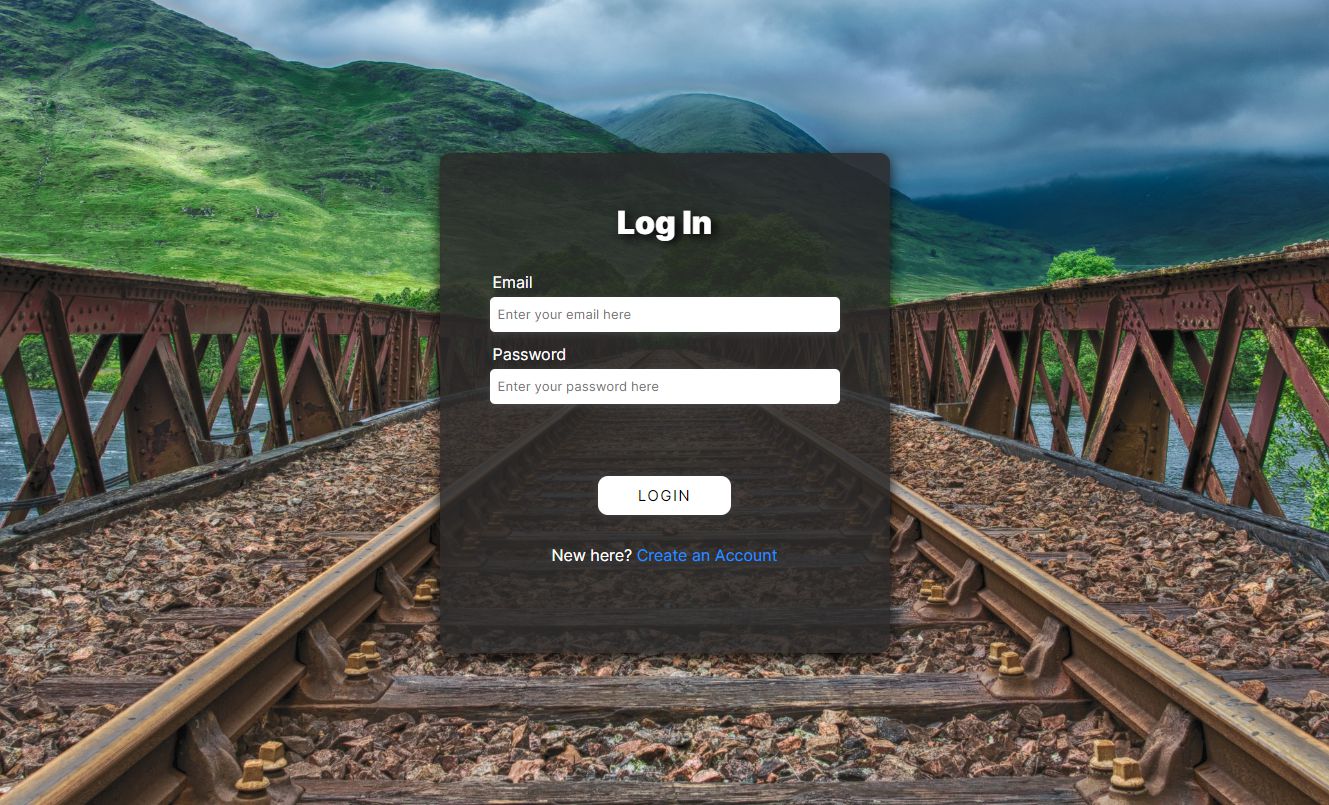 Log In
Email
Enter your email here
Password
Enter your password here
LOGIN
New here? Create an Account